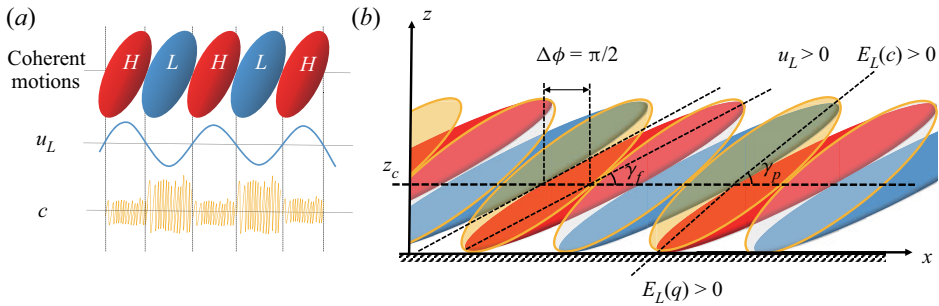 (a)
Coherent
motions
H L H L H
u_L
c
(b)
z
Δϕ = π/2
u_L > 0
E_L(c) > 0
z_c
γ_f
γ_p
x
E_L(q) > 0